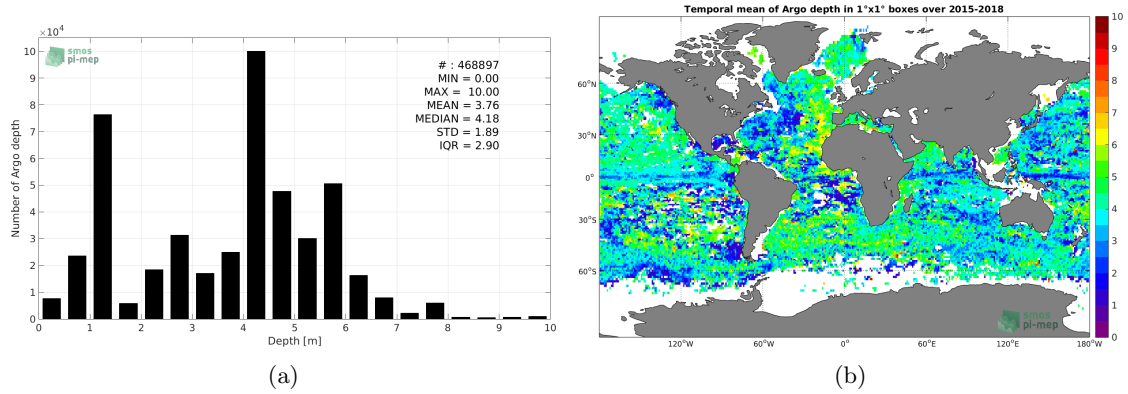 ×10⁴
smos
pi-mep
# : 468897
MIN = 0.00
MAX = 10.00
MEAN = 3.76
MEDIAN = 4.18
STD = 1.89
IQR = 2.90
Number of Argo depth
10
9
8
7
6
5
4
3
2
1
0
0 1 2 3 4 5 6 7 8 9 10
Depth [m]
(a)
Temporal mean of Argo depth in 1°x1° boxes over 2015-2018
60°N
30°N
0°
30°S
60°S
120°W 60°W 0° 60°E 120°E 180°W
smos
pi-mep
10
9
8
7
6
5
4
3
2
1
0
(b)